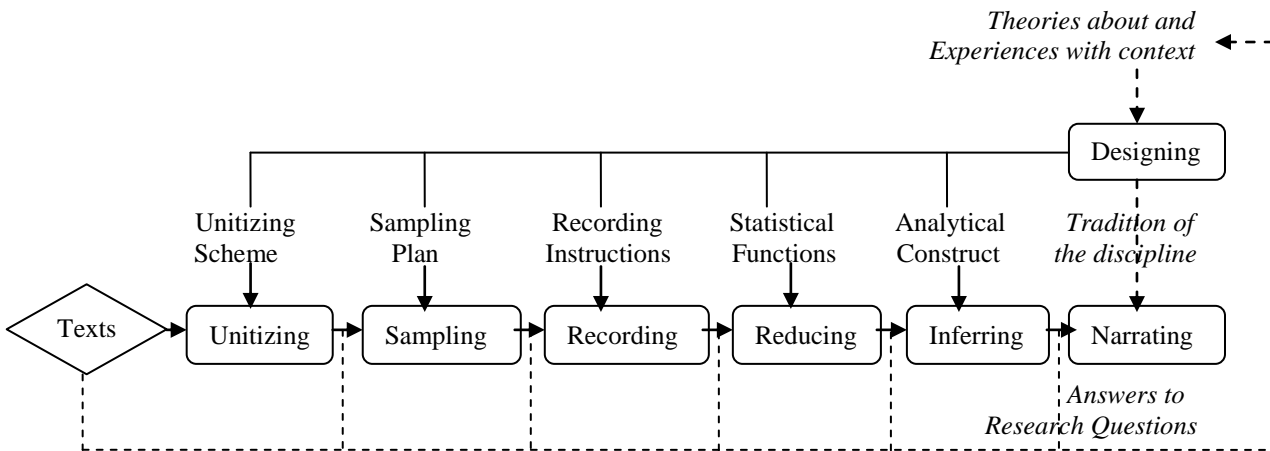 Theories about and
Experiences with context
Designing
Unitizing
Scheme
Sampling
Plan
Recording
Instructions
Statistical
Functions
Analytical
Construct
Tradition of
the discipline
Texts
Unitizing
Sampling
Recording
Reducing
Inferring
Narrating
Answers to
Research Questions